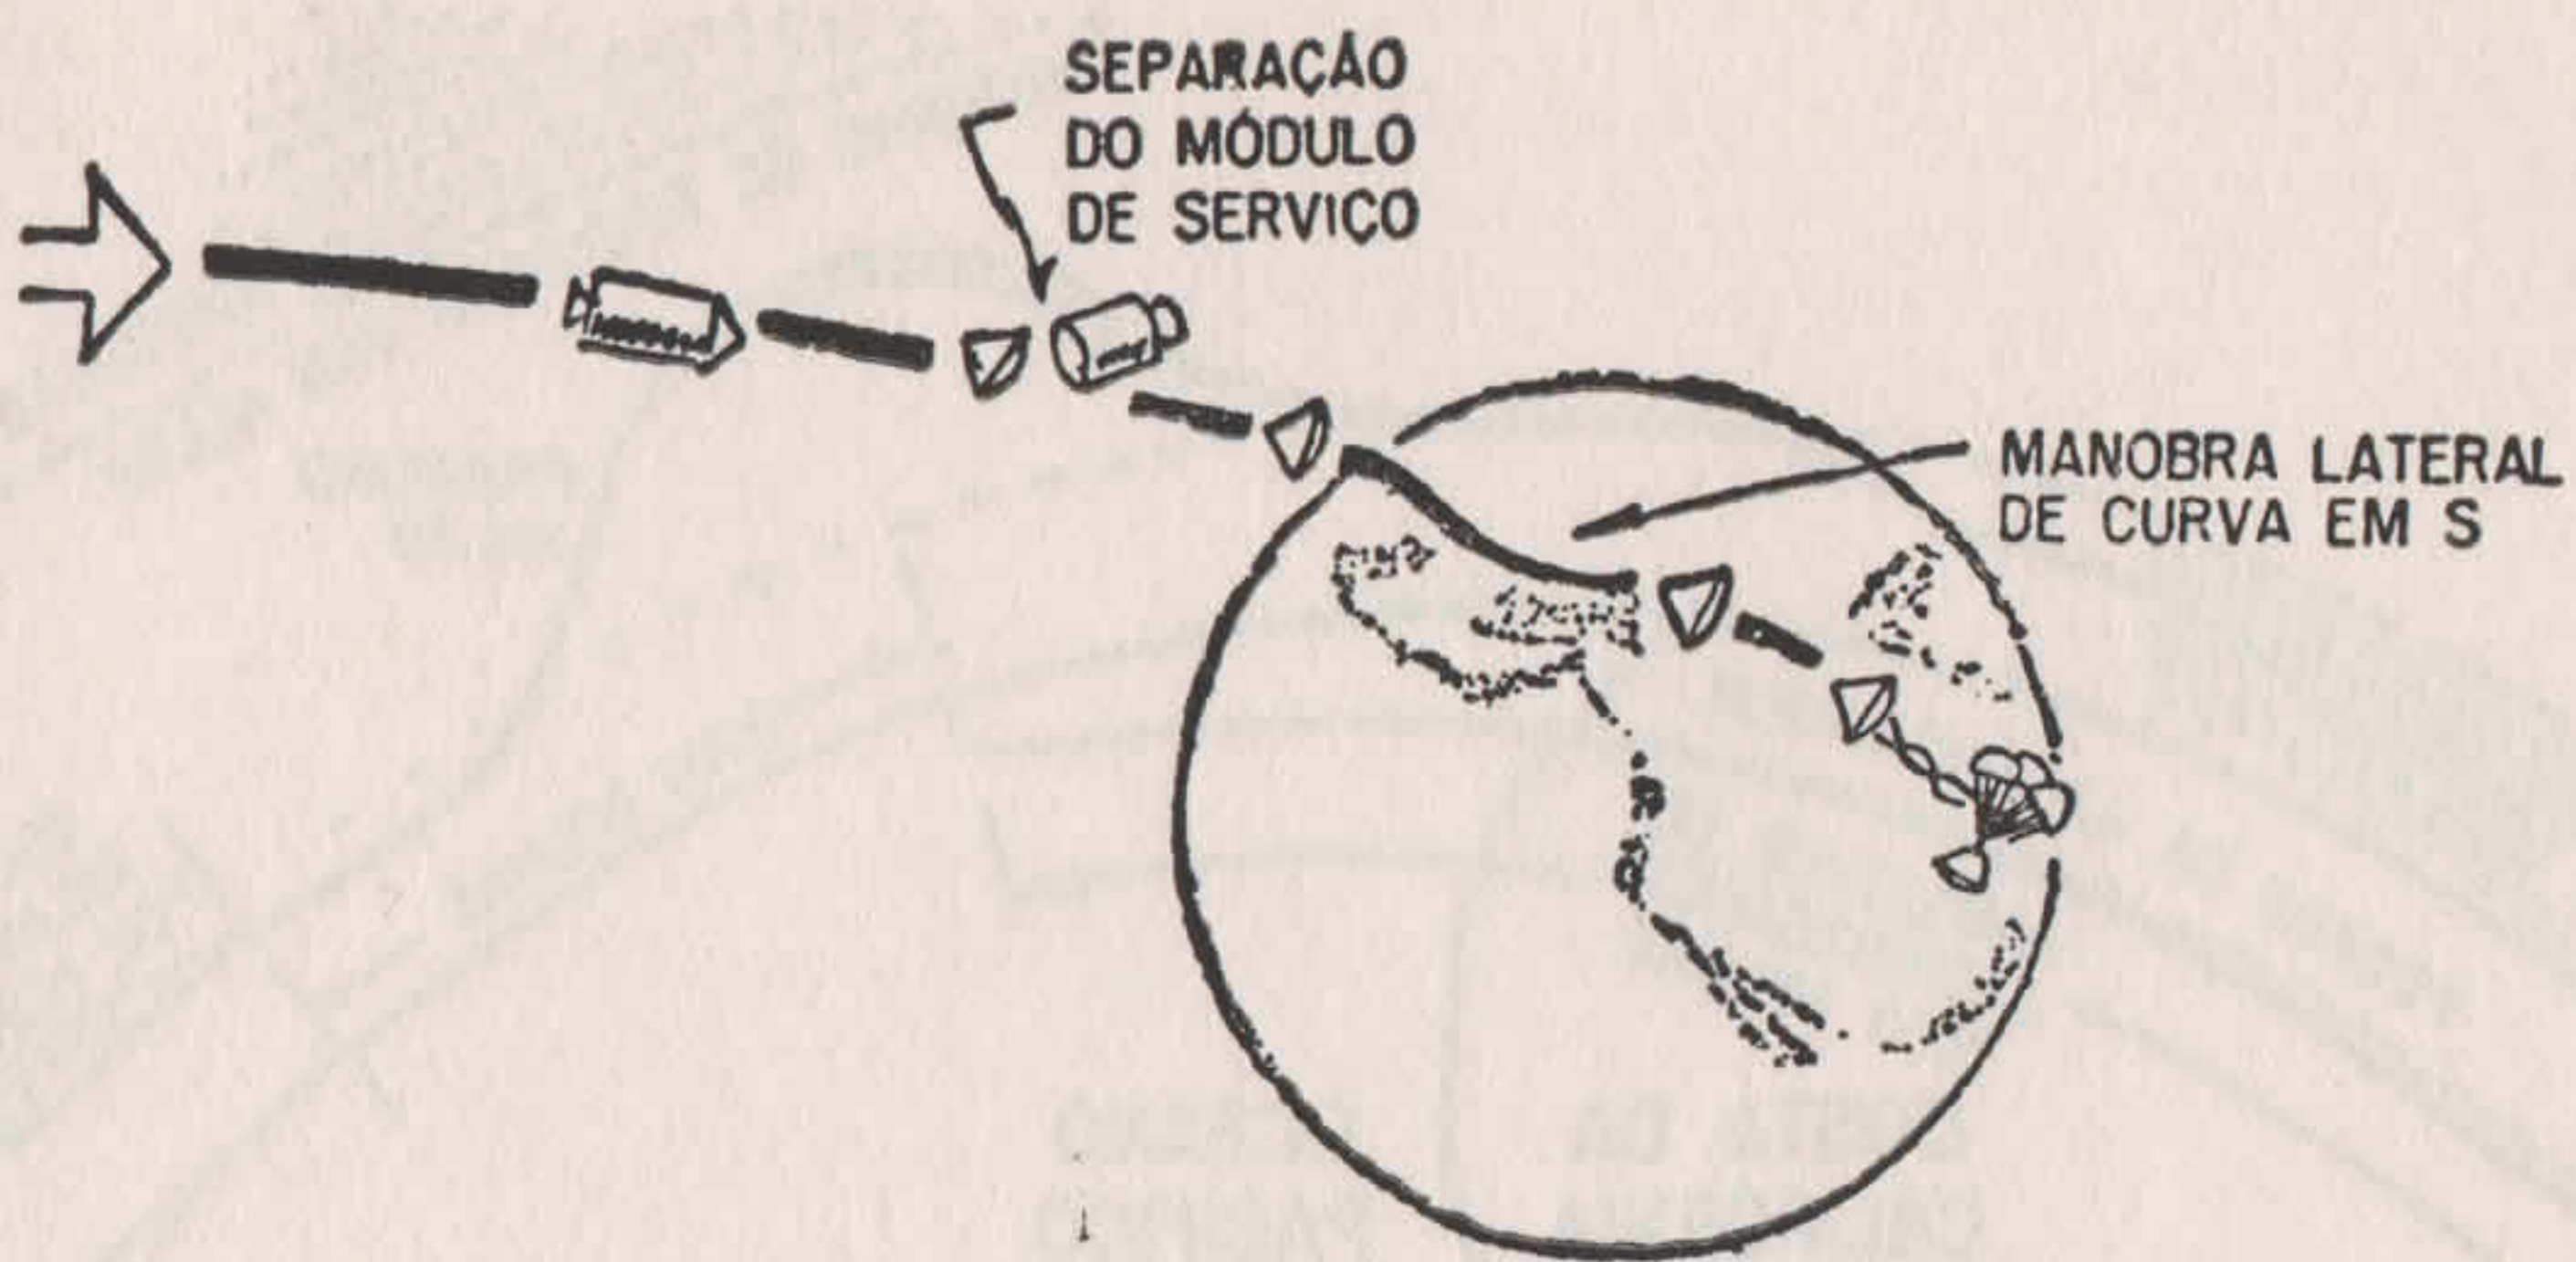 SEPARAÇÃO
DO MÓDULO
DE SERVIÇO
MANOBRA LATERAL
DE CURVA EM S